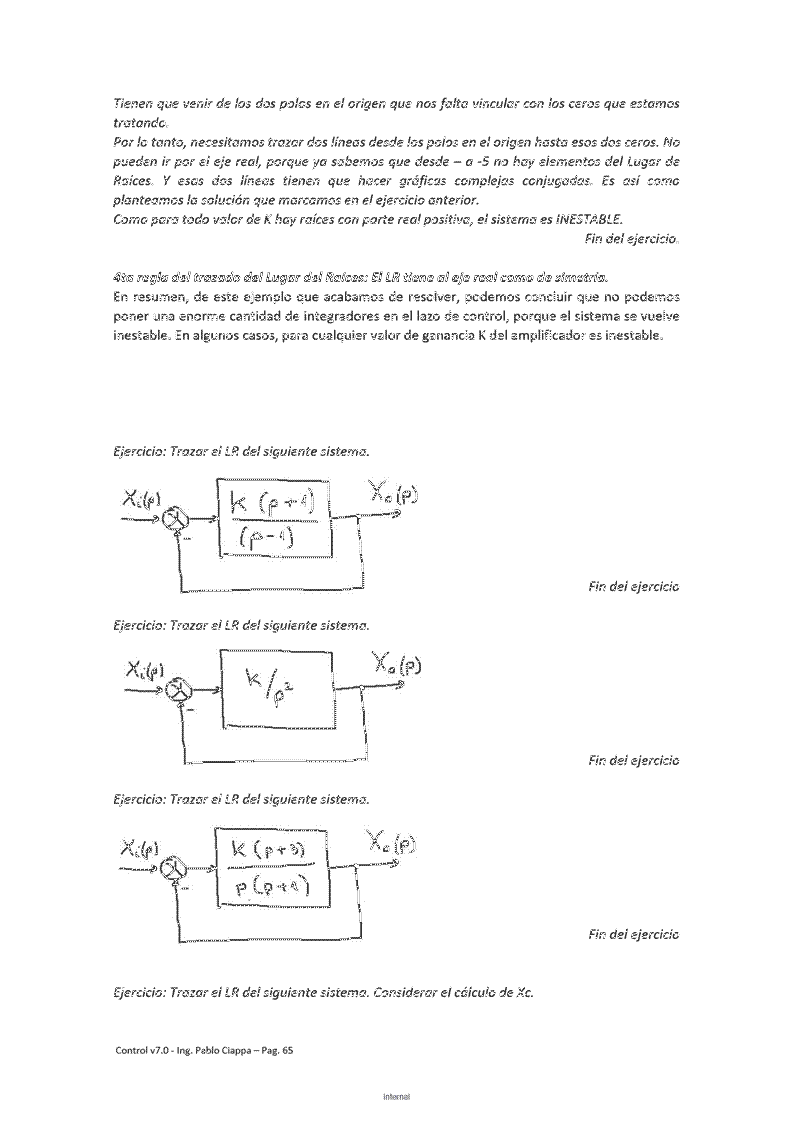 Tienen que venir de los dos polos en el origen que nos falta vincular con los ceros que estamos
tratando.
Por lo tanto, necesitamos trazar dos líneas desde los polos en el origen hasta esos dos ceros. No
pueden ir por el eje real, porque ya sabemos que desde – a -5 no hay elementos del Lugar de
Raíces. Y esas dos líneas tienen que hacer gráficas complejas conjugadas. Es así como
planteamos la solución que marcamos en el ejercicio anterior.
Como para todo valor de K hay raíces con parte real positiva, el sistema es INESTABLE.
Fin del ejercicio.
4ta regla del trazado del Lugar del Raíces: El LR tiene al eje real como de simetría.
En resumen, de este ejemplo que acabamos de resolver, podemos concluir que no podemos
poner una enorme cantidad de integradores en el lazo de control, porque el sistema se vuelve
inestable. En algunos casos, para cualquier valor de ganancia K del amplificador es inestable.
Ejercicio: Trazar el LR del siguiente sistema.
Xi(p) K (p+1) Xo(p)
(p-1)
-
Fin del ejercicio
Ejercicio: Trazar el LR del siguiente sistema.
Xi(p) K/p² Xo(p)
-
Fin del ejercicio
Ejercicio: Trazar el LR del siguiente sistema.
Xi(p) K (p+3) Xo(p)
p (p+1)
-
Fin del ejercicio
Ejercicio: Trazar el LR del siguiente sistema. Considerar el cálculo de Xc.
Control v7.0 - Ing. Pablo Ciappa – Pag. 65
Internal